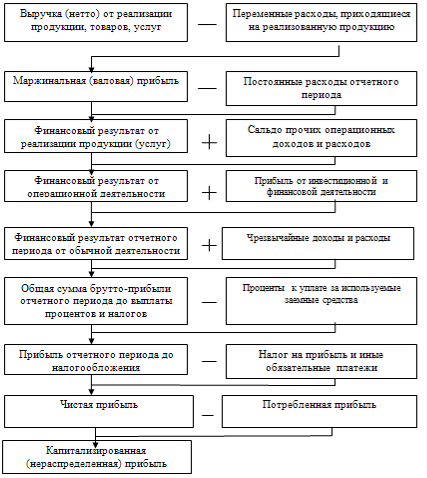 Выручка (нетто) от реализации
продукции, товаров, услуг
—
Переменные расходы, приходящиеся
на реализованную продукцию
Маржинальная (валовая) прибыль
—
Постоянные расходы отчетного
периода
Финансовый результат от
реализации продукции (услуг)
+
Сальдо прочих операционных
доходов и расходов
Финансовый результат от
операционной деятельности
+
Прибыль от инвестиционной и
финансовой деятельности
Финансовый результат отчетного
периода от обычной деятельности
+
Чрезвычайные доходы и расходы
Общая сумма брутто-прибыли
отчетного периода до выплаты
процентов и налогов
—
Проценты к уплате за используемые
заемные средства
Прибыль отчетного периода до
налогообложения
—
Налог на прибыль и иные
обязательные платежи
Чистая прибыль
—
Потребленная прибыль
Капитализированная
(нераспределенная) прибыль